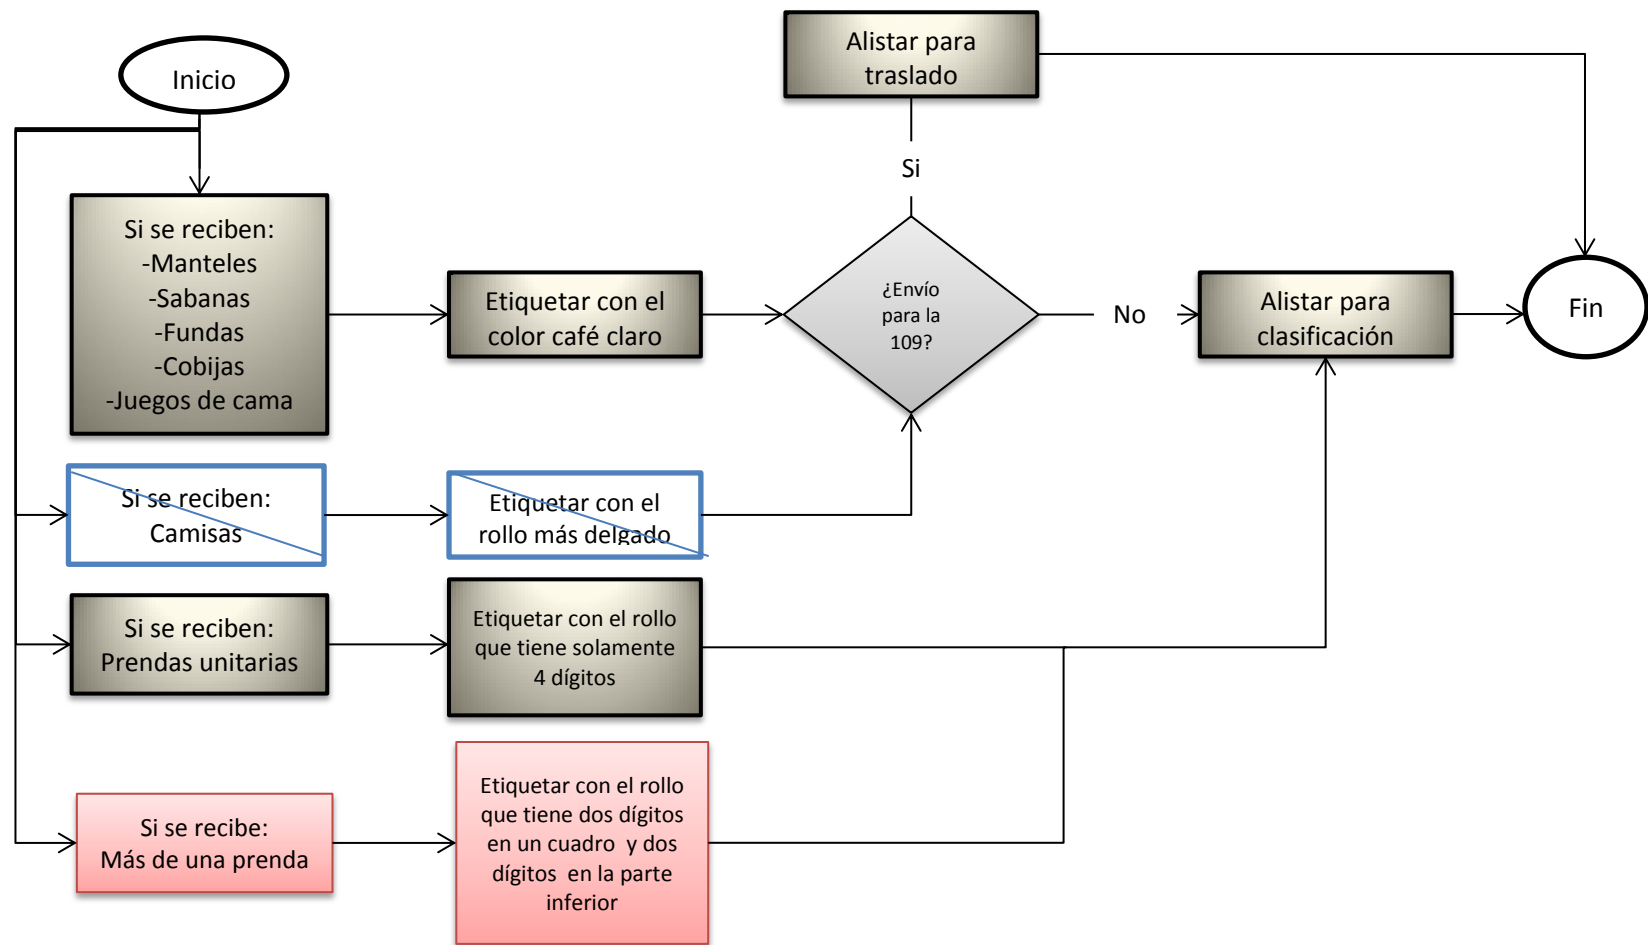 Alistar para
traslado
Inicio
Si
Si se reciben:
-Manteles
-Sabanas
-Fundas
-Cobijas
-Juegos de cama
Etiquetar con el
color café claro
¿Envío
para la
109?
No
Alistar para
clasificación
Fin
Si se reciben:
Camisas
Etiquetar con el
rollo más delgado
Si se reciben:
Prendas unitarias
Etiquetar con el rollo
que tiene solamente
4 dígitos
Si se recibe:
Más de una prenda
Etiquetar con el rollo
que tiene dos dígitos
en un cuadro y dos
dígitos en la parte
inferior